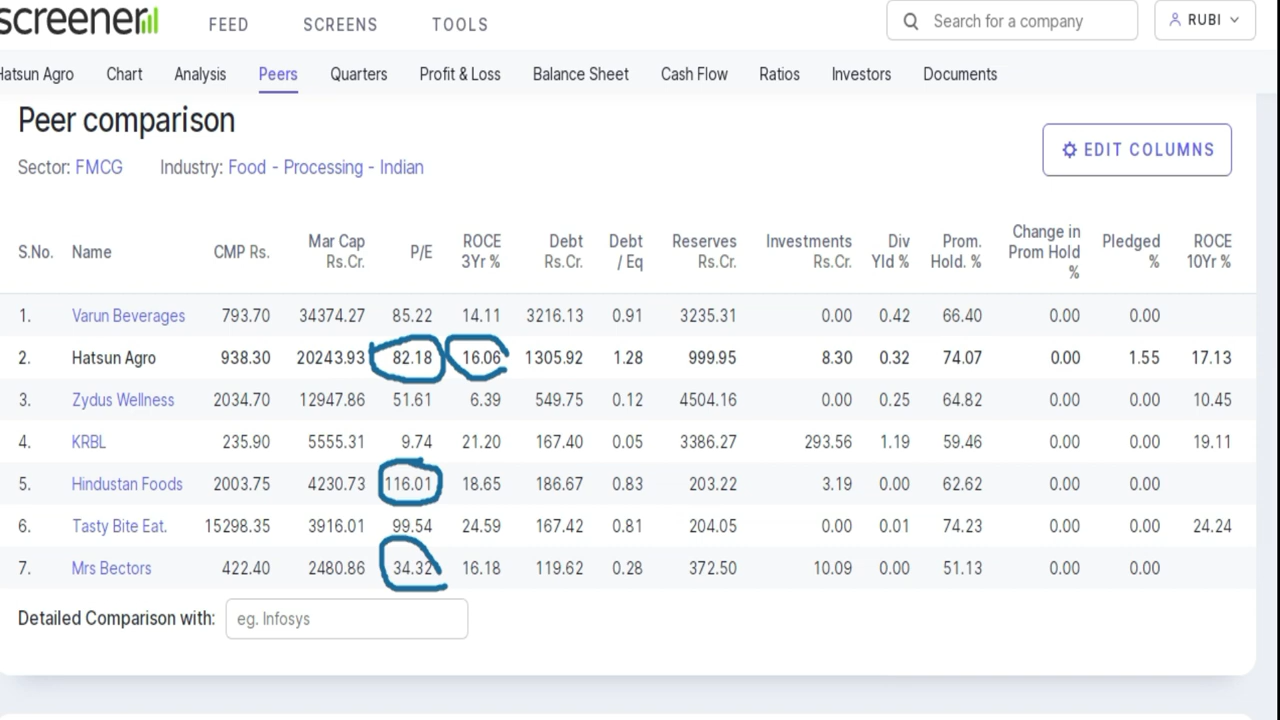 screener FEED SCREENS TOOLS Search for a company RUBI
Hatsun Agro Chart Analysis Peers Quarters Profit & Loss Balance Sheet Cash Flow Ratios Investors Documents
Peer comparison
EDIT COLUMNS
Sector: FMCG Industry: Food - Processing - Indian
S.No. Name CMP Rs. Mar Cap Rs.Cr. P/E ROCE 3Yr % Debt Rs.Cr. Debt / Eq Reserves Rs.Cr. Investments Rs.Cr. Div Yld % Prom. Hold. % Change in Prom Hold % Pledged % ROCE 10Yr %
1. Varun Beverages 793.70 34374.27 85.22 14.11 3216.13 0.91 3235.31 0.00 0.42 66.40 0.00 0.00
2. Hatsun Agro 938.30 20243.93 82.18 16.06 1305.92 1.28 999.95 8.30 0.32 74.07 0.00 1.55 17.13
3. Zydus Wellness 2034.70 12947.86 51.61 6.39 549.75 0.12 4504.16 0.00 0.25 64.82 0.00 0.00 10.45
4. KRBL 235.90 5555.31 9.74 21.20 167.40 0.05 3386.27 293.56 1.19 59.46 0.00 0.00 19.11
5. Hindustan Foods 2003.75 4230.73 116.01 18.65 186.67 0.83 203.22 3.19 0.00 62.62 0.00 0.00
6. Tasty Bite Eat. 15298.35 3916.01 99.54 24.59 167.42 0.81 204.05 0.00 0.01 74.23 0.00 0.00 24.24
7. Mrs Bectors 422.40 2480.86 34.32 16.18 119.62 0.28 372.50 10.09 0.00 51.13 0.00 0.00
Detailed Comparison with: eg. Infosys